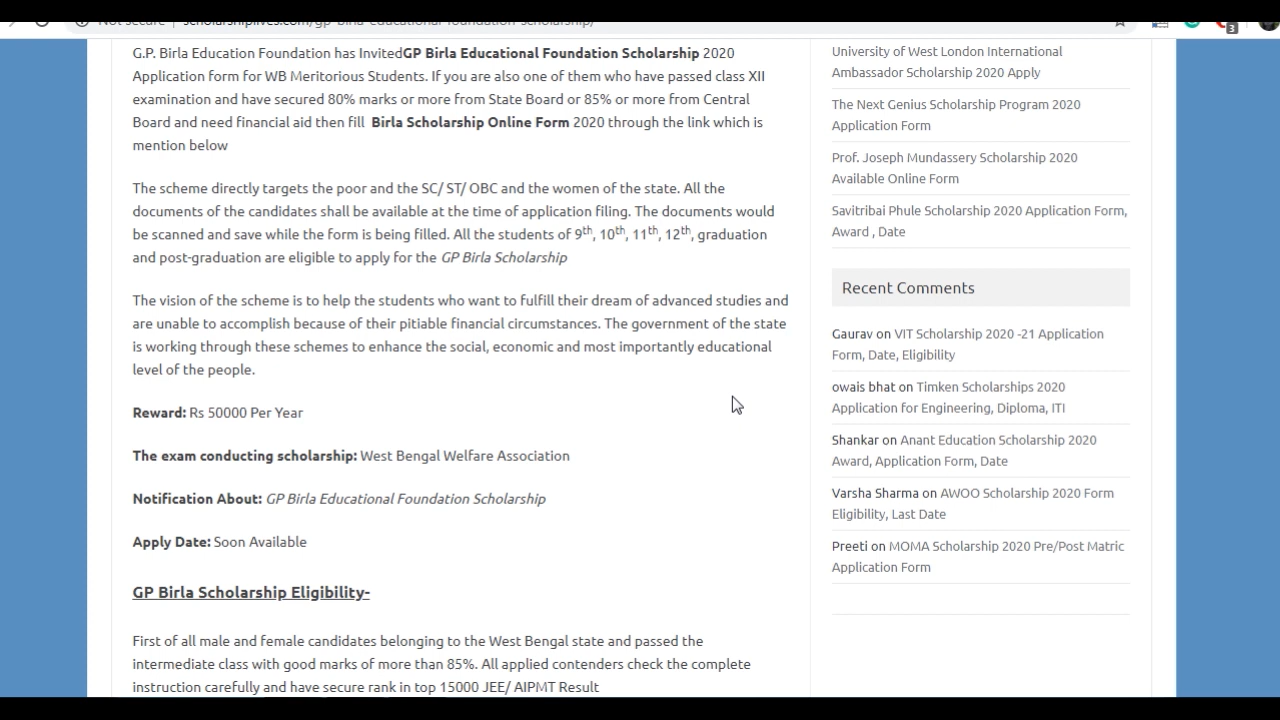 Not secure scholarshiplives.com/gp-birla-educational-foundation-scholarship/
3
G.P. Birla Education Foundation has InvitedGP Birla Educational Foundation Scholarship 2020
Application form for WB Meritorious Students. If you are also one of them who have passed class XII
examination and have secured 80% marks or more from State Board or 85% or more from Central
Board and need financial aid then fill Birla Scholarship Online Form 2020 through the link which is
mention below
The scheme directly targets the poor and the SC/ ST/ OBC and the women of the state. All the
documents of the candidates shall be available at the time of application filing. The documents would
be scanned and save while the form is being filled. All the students of 9th, 10th, 11th, 12th, graduation
and post-graduation are eligible to apply for the GP Birla Scholarship
The vision of the scheme is to help the students who want to fulfill their dream of advanced studies and
are unable to accomplish because of their pitiable financial circumstances. The government of the state
is working through these schemes to enhance the social, economic and most importantly educational
level of the people.
Reward: Rs 50000 Per Year
The exam conducting scholarship: West Bengal Welfare Association
Notification About: GP Birla Educational Foundation Scholarship
Apply Date: Soon Available
GP Birla Scholarship Eligibility-
First of all male and female candidates belonging to the West Bengal state and passed the
intermediate class with good marks of more than 85%. All applied contenders check the complete
instruction carefully and have secure rank in top 15000 JEE/ AIPMT Result
University of West London International
Ambassador Scholarship 2020 Apply
The Next Genius Scholarship Program 2020
Application Form
Prof. Joseph Mundassery Scholarship 2020
Available Online Form
Savitribai Phule Scholarship 2020 Application Form,
Award , Date
Recent Comments
Gaurav on VIT Scholarship 2020 -21 Application
Form, Date, Eligibility
owais bhat on Timken Scholarships 2020
Application for Engineering, Diploma, ITI
Shankar on Anant Education Scholarship 2020
Award, Application Form, Date
Varsha Sharma on AWOO Scholarship 2020 Form
Eligibility, Last Date
Preeti on MOMA Scholarship 2020 Pre/Post Matric
Application Form